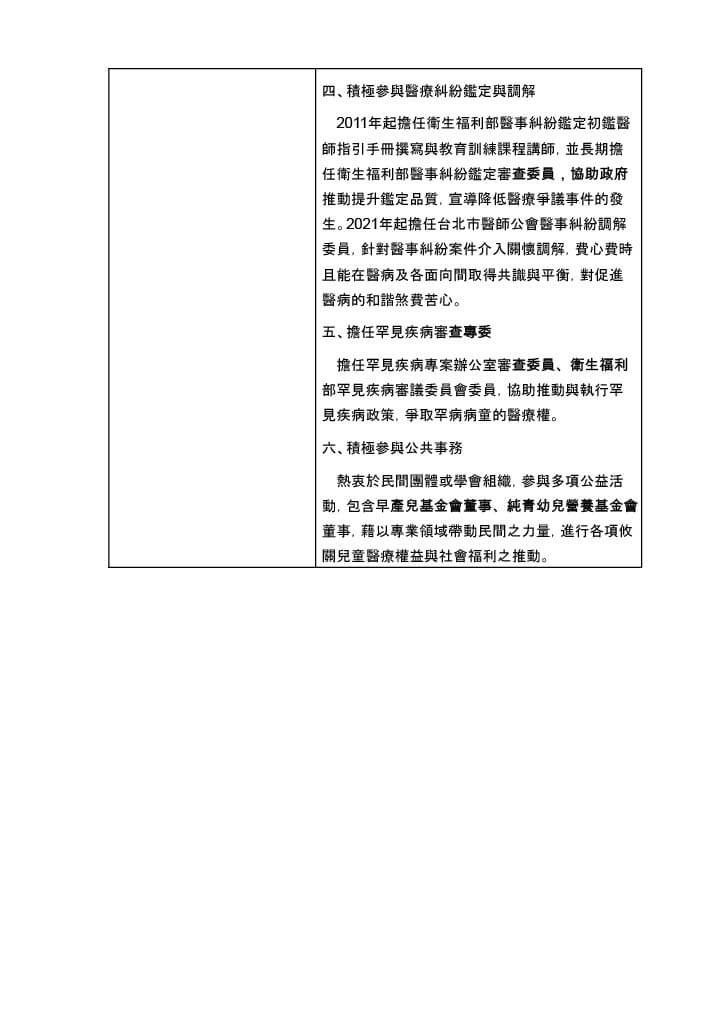 四、積極參與醫療糾紛鑑定與調解
2011年起擔任衛生福利部醫事糾紛鑑定初鑑醫
師指引手冊撰寫與教育訓練課程講師，並長期擔
任衛生福利部醫事糾紛鑑定審查委員，協助政府
推動提升鑑定品質，宣導降低醫療爭議事件的發
生。2021年起擔任台北市醫師公會醫事糾紛調解
委員，針對醫事糾紛案件介入關懷調解，費心費時
且能在醫病及各面向間取得共識與平衡，對促進
醫病的和諧煞費苦心。
五、擔任罕見疾病審查專委
擔任罕見疾病專案辦公室審查委員、衛生福利
部罕見疾病審議委員會委員，協助推動與執行罕
見疾病政策，爭取罕病病童的醫療權。
六、積極參與公共事務
熱衷於民間團體或學會組織，參與多項公益活
動，包含早產兒基金會董事、純青幼兒營養基金會
董事，藉以專業領域帶動民間之力量，進行各項攸
關兒童醫療權益與社會福利之推動。